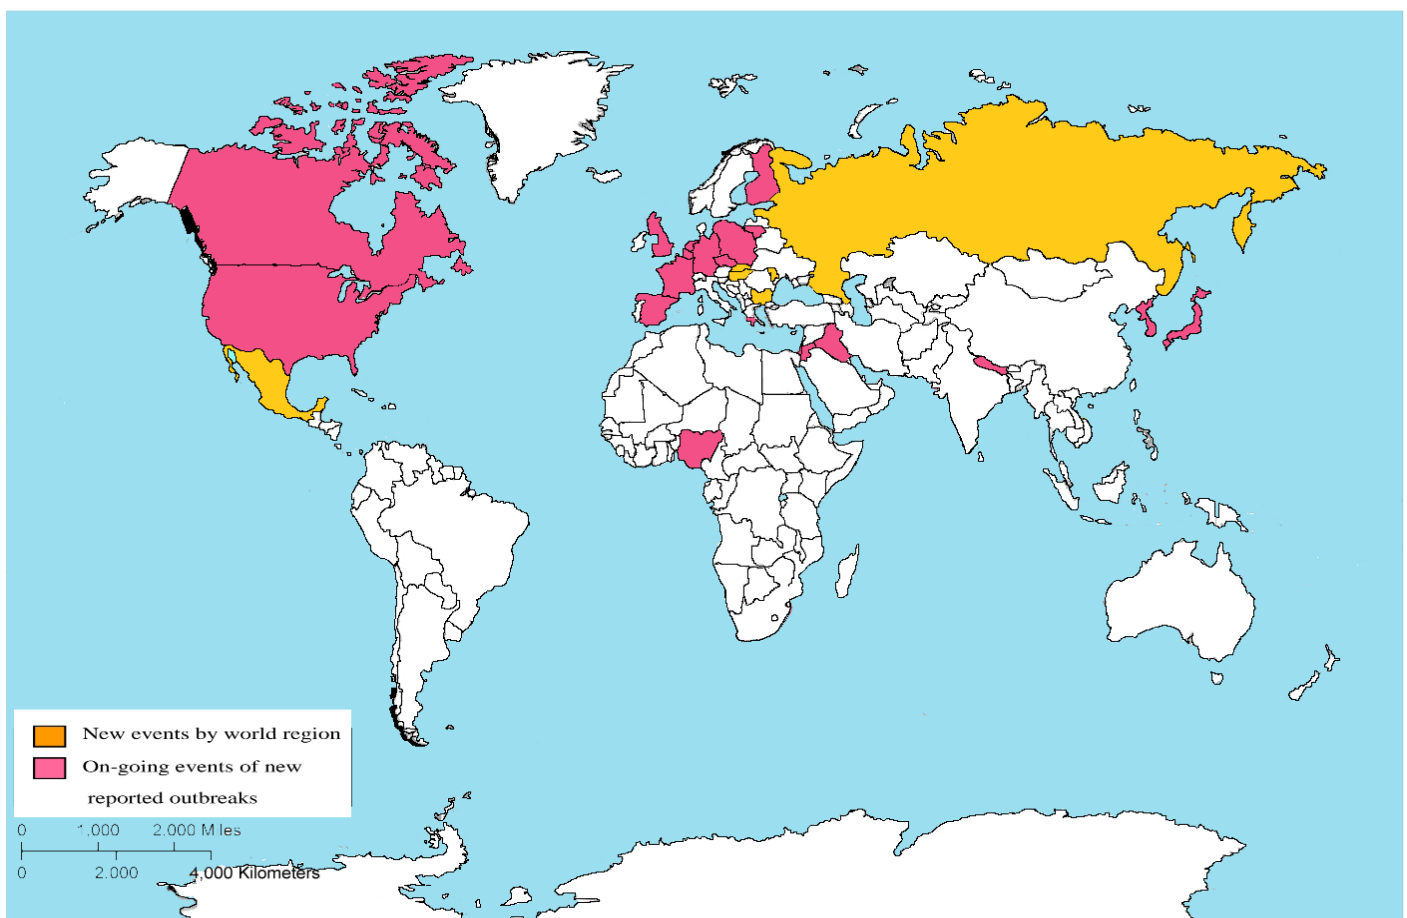 New events by world region
On-going events of new
reported outbreaks
0 1,000 2.000 Miles
0 2.000 4,000 Kilometers